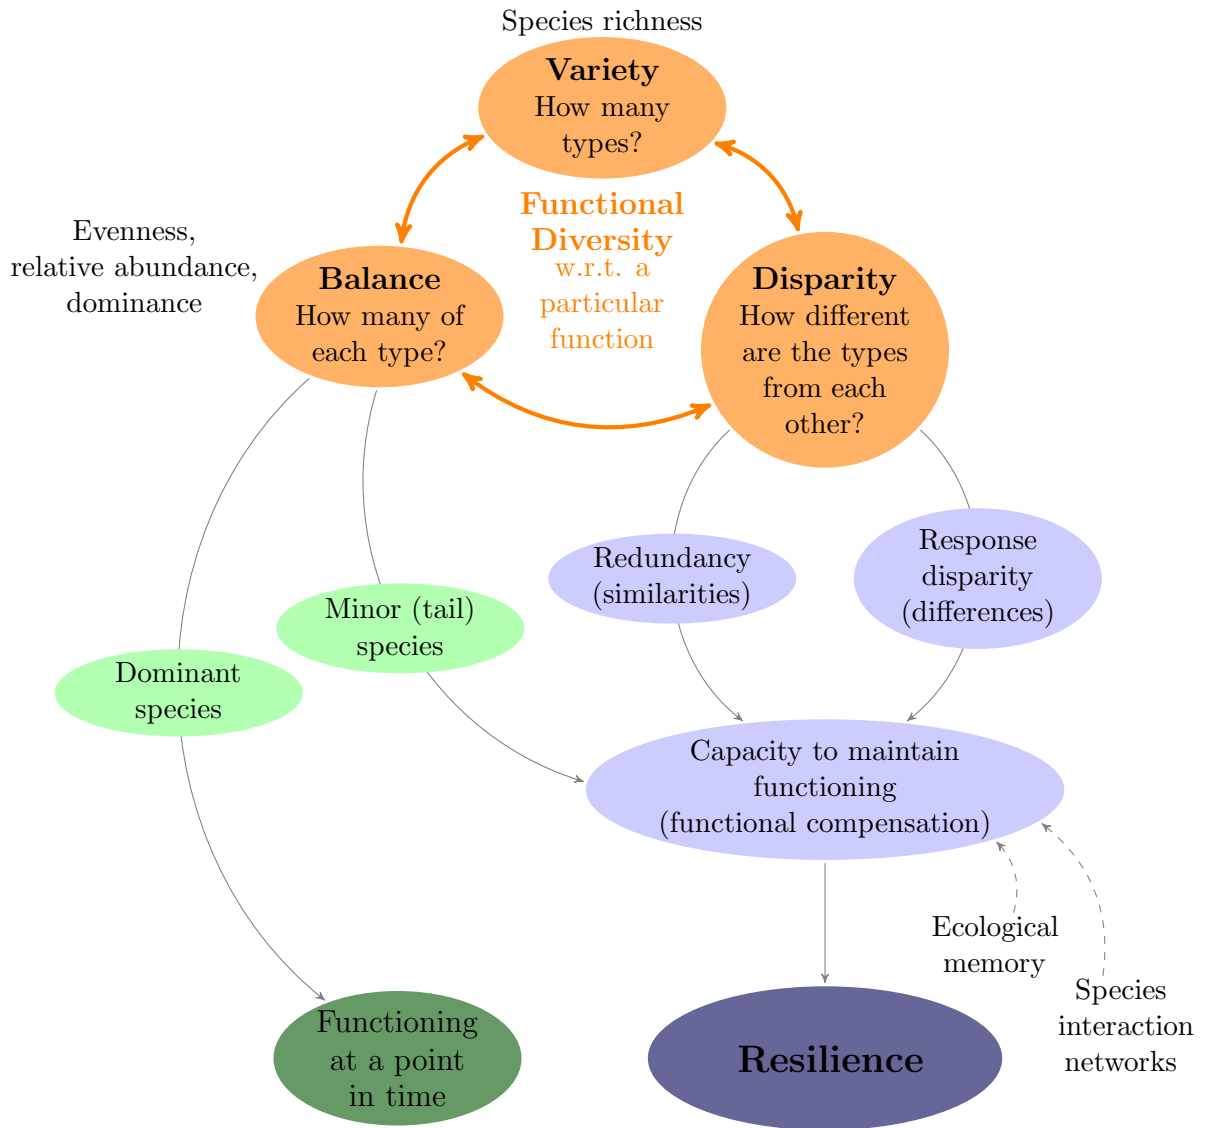 Species richness
Variety
How many
types?
Functional
Diversity
w.r.t. a
particular
function
Evenness,
relative abundance,
dominance
Balance
How many of
each type?
Disparity
How different
are the types
from each
other?
Redundancy
(similarities)
Response
disparity
(differences)
Minor (tail)
species
Dominant
species
Capacity to maintain
functioning
(functional compensation)
Ecological
memory
Species
interaction
networks
Functioning
at a point
in time
Resilience